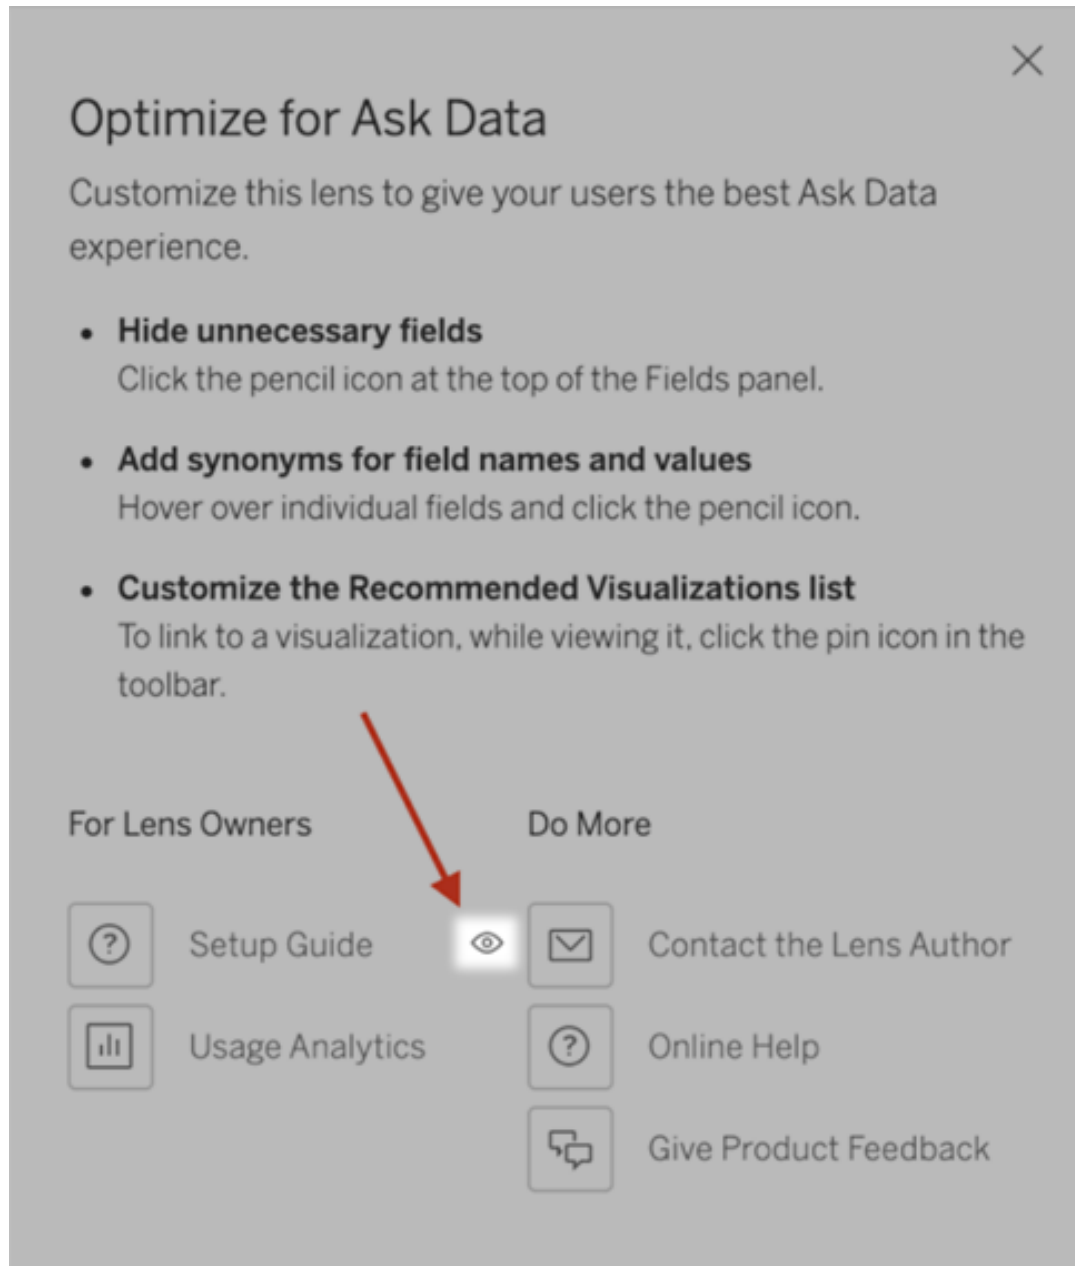 Optimize for Ask Data
Customize this lens to give your users the best Ask Data
experience.
• Hide unnecessary fields
Click the pencil icon at the top of the Fields panel.
• Add synonyms for field names and values
Hover over individual fields and click the pencil icon.
• Customize the Recommended Visualizations list
To link to a visualization, while viewing it, click the pin icon in the
toolbar.
For Lens Owners
Setup Guide
Usage Analytics
Do More
Contact the Lens Author
Online Help
Give Product Feedback